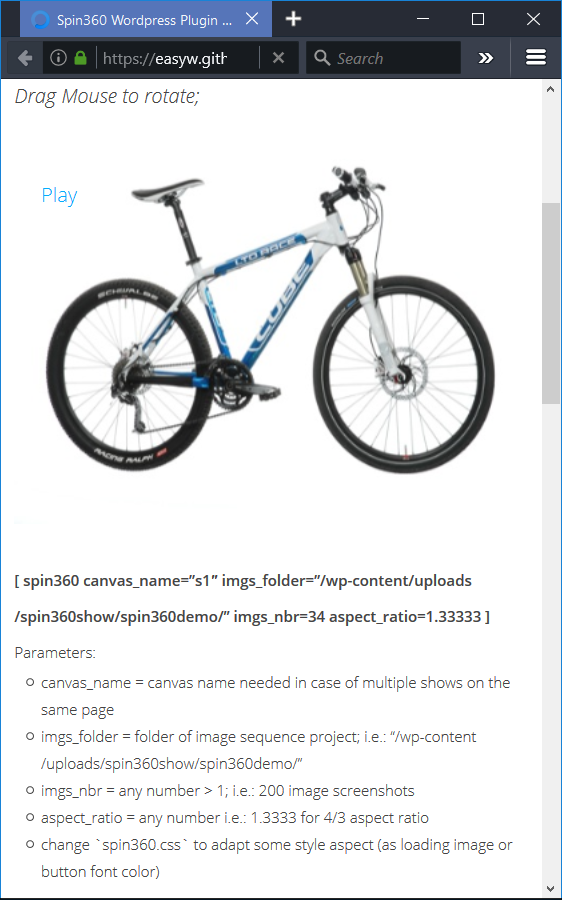 Spin360 Wordpress Plugin ...
https://easyw.gith
Search
Drag Mouse to rotate;
Play
LTD RACE
CUBE
SCHWALBE
RACING RALPH
[ spin360 canvas_name=”s1” imgs_folder=”/wp-content/uploads
/spin360show/spin360demo/” imgs_nbr=34 aspect_ratio=1.33333 ]
Parameters:
canvas_name = canvas name needed in case of multiple shows on the
same page
imgs_folder = folder of image sequence project; i.e.: “/wp-content
/uploads/spin360show/spin360demo/”
imgs_nbr = any number > 1; i.e.: 200 image screenshots
aspect_ratio = any number i.e.: 1.3333 for 4/3 aspect ratio
change `spin360.css` to adapt some style aspect (as loading image or
button font color)